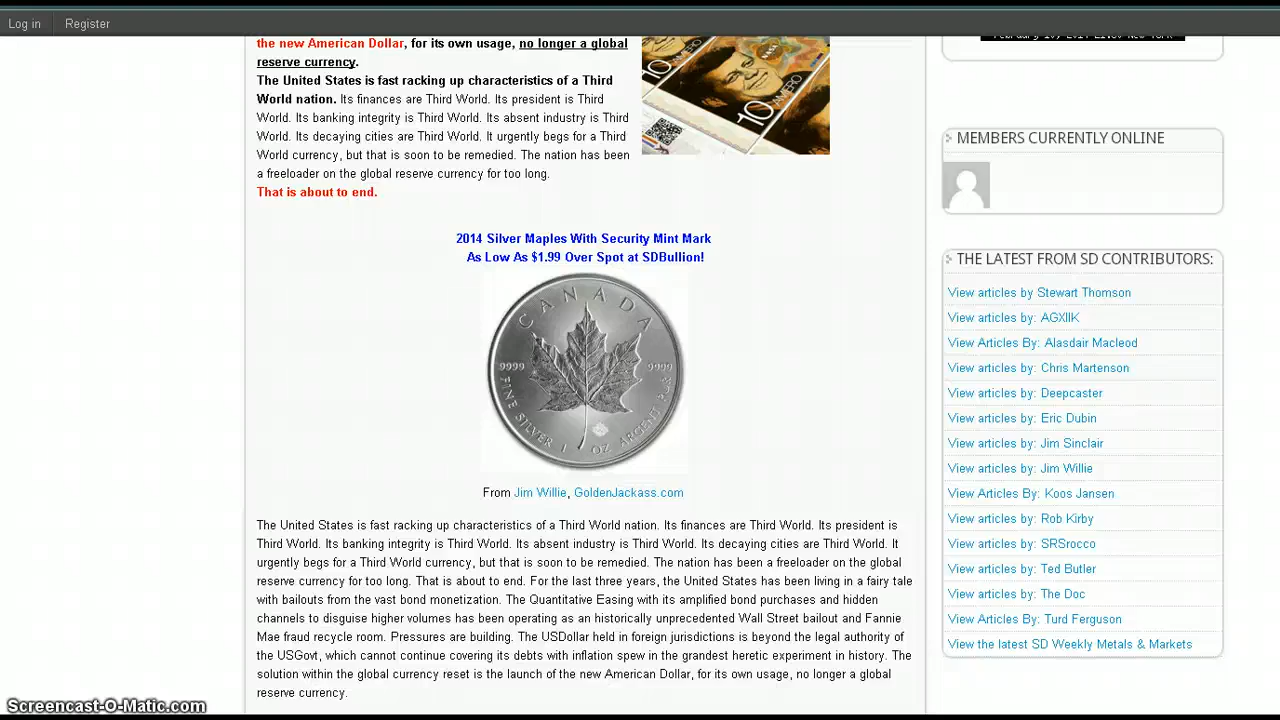 Log in Register
the new American Dollar, for its own usage, no longer a global
reserve currency.
The United States is fast racking up characteristics of a Third
World nation. Its finances are Third World. Its president is Third
World. Its banking integrity is Third World. Its absent industry is Third
World. Its decaying cities are Third World. It urgently begs for a Third
World currency, but that is soon to be remedied. The nation has been
a freeloader on the global reserve currency for too long.
That is about to end.
10 AMERO
10
2014 Silver Maples With Security Mint Mark
As Low As $1.99 Over Spot at SDBullion!
CANADA
9999 9999
FINE SILVER 1 OZ ARGENT PUR
From Jim Willie, GoldenJackass.com
The United States is fast racking up characteristics of a Third World nation. Its finances are Third World. Its president is
Third World. Its banking integrity is Third World. Its absent industry is Third World. Its decaying cities are Third World. It
urgently begs for a Third World currency, but that is soon to be remedied. The nation has been a freeloader on the global
reserve currency for too long. That is about to end. For the last three years, the United States has been living in a fairy tale
with bailouts from the vast bond monetization. The Quantitative Easing with its amplified bond purchases and hidden
channels to disguise higher volumes has been operating as an historically unprecedented Wall Street bailout and Fannie
Mae fraud recycle room. Pressures are building. The USDollar held in foreign jurisdictions is beyond the legal authority of
the USGovt, which cannot continue covering its debts with inflation spew in the grandest heretic experiment in history. The
solution within the global currency reset is the launch of the new American Dollar, for its own usage, no longer a global
reserve currency.
MEMBERS CURRENTLY ONLINE
THE LATEST FROM SD CONTRIBUTORS:
View articles by Stewart Thomson
View articles by: AGXIIK
View Articles By: Alasdair Macleod
View articles by: Chris Martenson
View articles by: Deepcaster
View articles by: Eric Dubin
View articles by: Jim Sinclair
View articles by: Jim Willie
View Articles By: Koos Jansen
View articles by: Rob Kirby
View articles by: SRSrocco
View articles by: Ted Butler
View articles by: The Doc
View Articles By: Turd Ferguson
View the latest SD Weekly Metals & Markets
Screencast-O-Matic.com